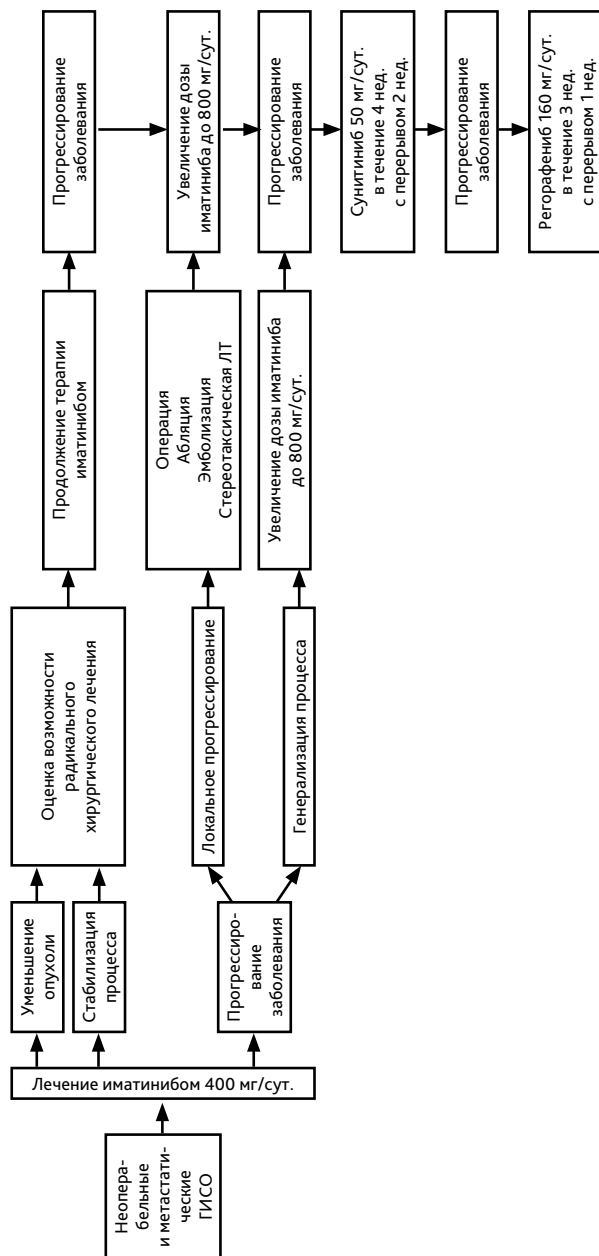 Неопера-
бельные
и метастати-
ческие
ГИСО
Лечение иматинибом 400 мг/сут.
Уменьшение
опухоли
Стабилизация
процесса
Прогрессиро-
вание
заболевания
Оценка возможности
радикального
хирургического лечения
Локальное прогрессирование
Генерализация процесса
Продолжение терапии
иматинибом
Операция
Абляция
Эмболизация
Стереотаксическая ЛТ
Увеличение дозы иматиниба
до 800 мг/сут.
Прогрессирование
заболевания
Увеличение дозы
иматиниба до 800 мг/сут.
Прогрессирование
заболевания
Сунитиниб 50 мг/сут.
в течение 4 нед.
с перерывом 2 нед.
Прогрессирование
заболевания
Регорафениб 160 мг/сут.
в течение 3 нед.
с перерывом 1 нед.